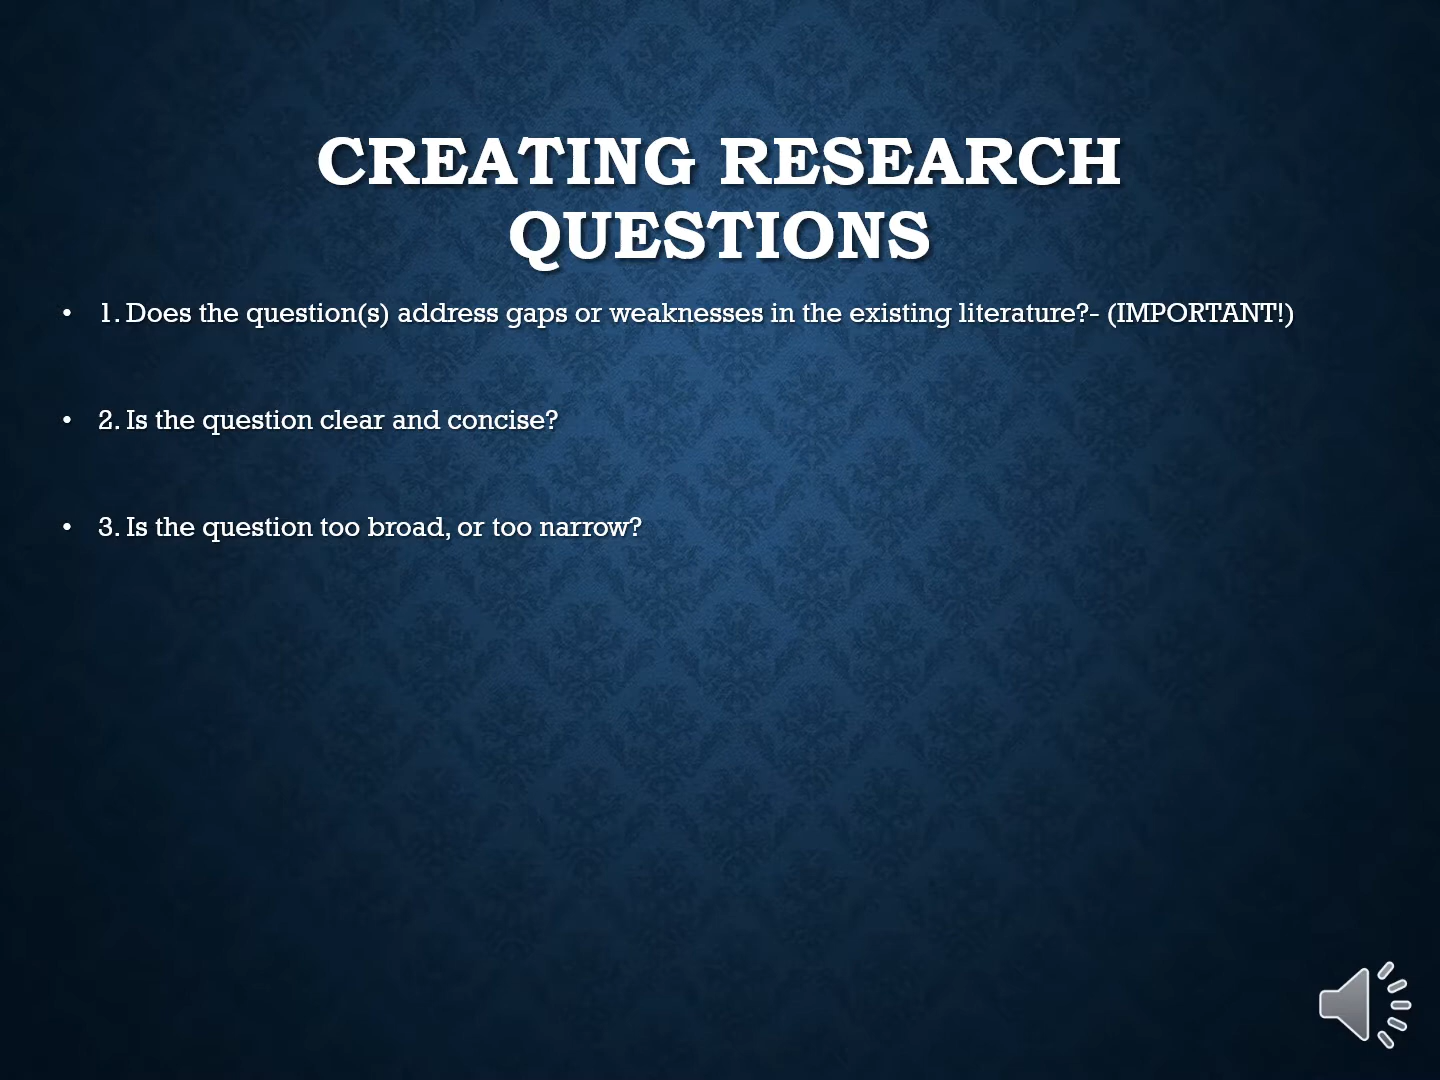 CREATING RESEARCH
QUESTIONS
• 1. Does the question(s) address gaps or weaknesses in the existing literature?- (IMPORTANT!)
• 2. Is the question clear and concise?
• 3. Is the question too broad, or too narrow?